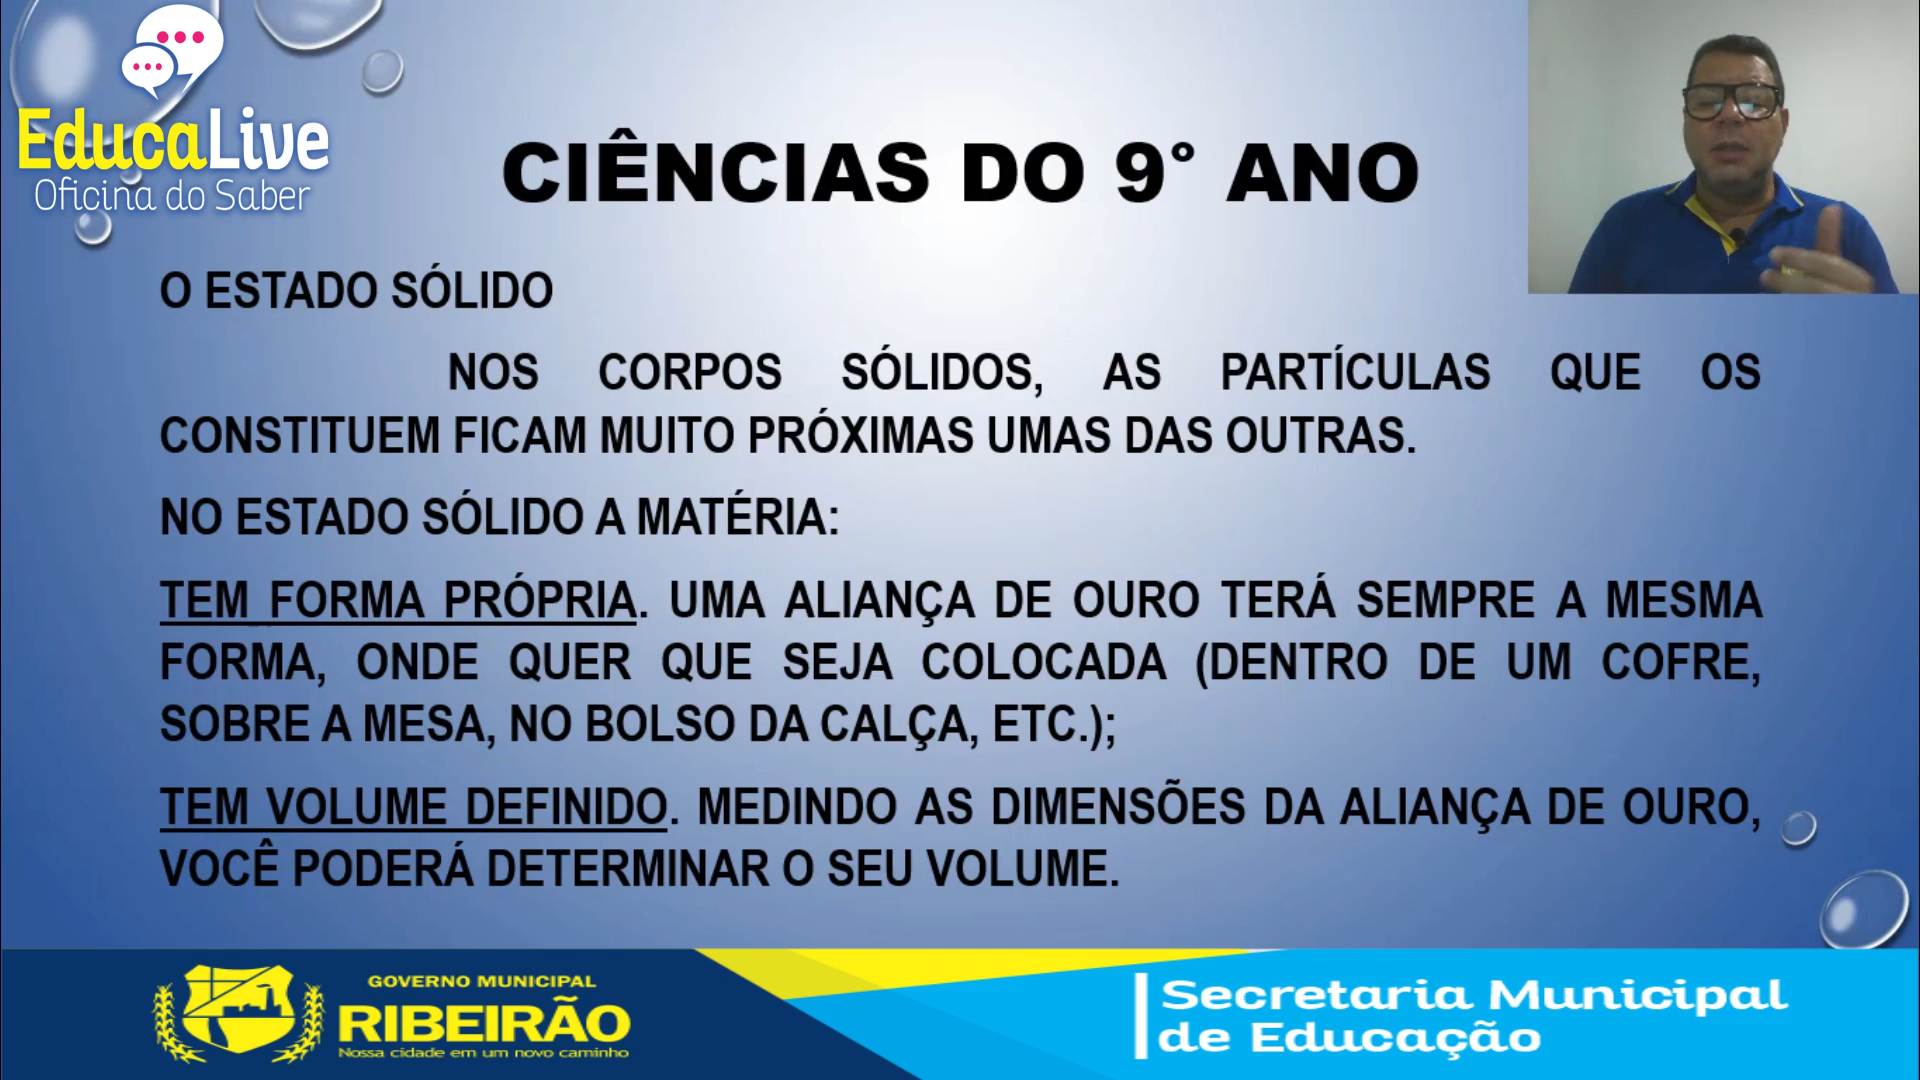 EducaLive
Oficina do Saber
CIÊNCIAS DO 9° ANO
O ESTADO SÓLIDO
NOS CORPOS SÓLIDOS, AS PARTÍCULAS QUE OS
CONSTITUEM FICAM MUITO PRÓXIMAS UMAS DAS OUTRAS.
NO ESTADO SÓLIDO A MATÉRIA:
TEM FORMA PRÓPRIA. UMA ALIANÇA DE OURO TERÁ SEMPRE A MESMA
FORMA, ONDE QUER QUE SEJA COLOCADA (DENTRO DE UM COFRE,
SOBRE A MESA, NO BOLSO DA CALÇA, ETC.);
TEM VOLUME DEFINIDO. MEDINDO AS DIMENSÕES DA ALIANÇA DE OURO,
VOCÊ PODERÁ DETERMINAR O SEU VOLUME.
GOVERNO MUNICIPAL
RIBEIRÃO
Nossa cidade em um novo caminho
Secretaria Municipal
de Educação